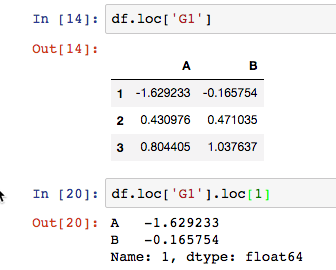 In [14]: df.loc['G1']
Out[14]:
A B
1 -1.629233 -0.165754
2 0.430976 0.471035
3 0.804405 1.037637
In [20]: df.loc['G1'].loc[1]
Out[20]: A -1.629233
B -0.165754
Name: 1, dtype: float64